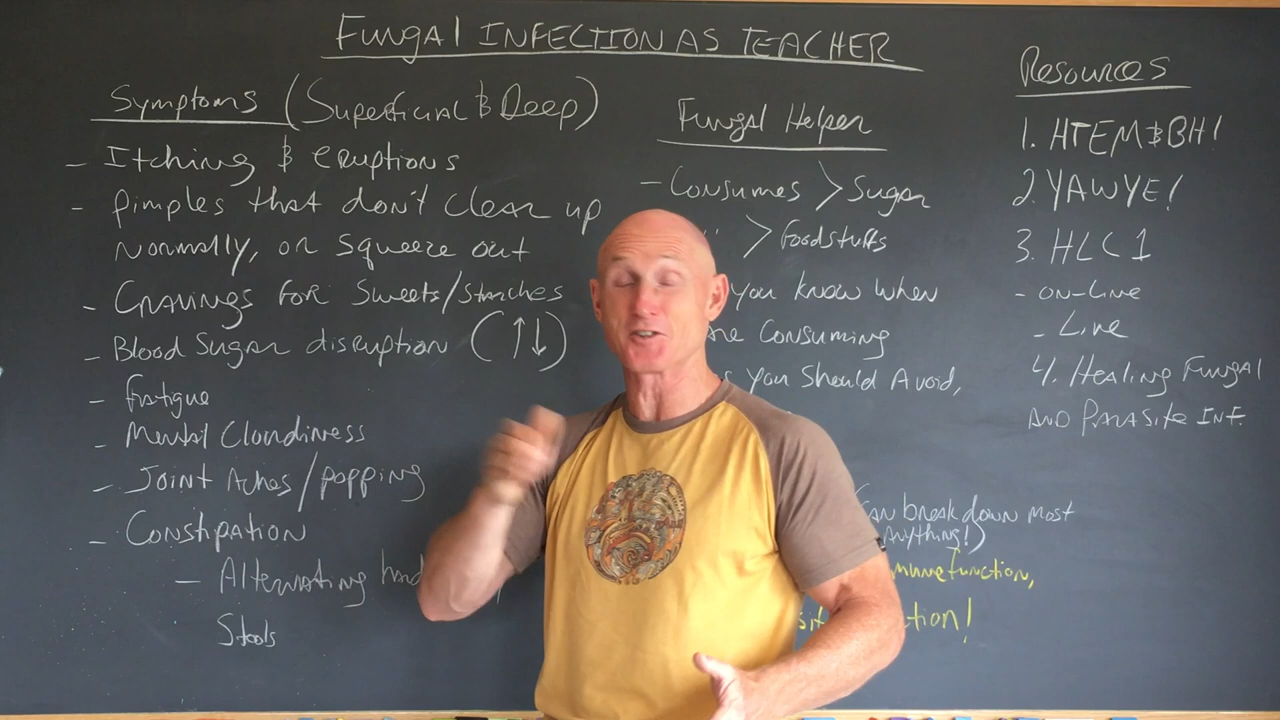 FUNGAL INFECTION AS TEACHER
Symptoms (Superficial & Deep)
- Itching & eruptions
- Pimples that don't clear up
normally, or squeeze out
- Cravings for Sweets/Starches
- Blood Sugar disruption (↑↓)
- fatigue
- Mental Cloudiness
- Joint Aches/popping
- Constipation
- Alternating
Stools
Fungal Helper
- Consumes > Sugar
" > foodstuffs
you know when
Consuming
you should Avoid,
can break down most
Anything!)
function,
Resources
1. HTEM&BH!
2. YAWYE!
3. HLC 1
- ON-Line
- Live
4. Healing Fungal
AND PARASITE INF.